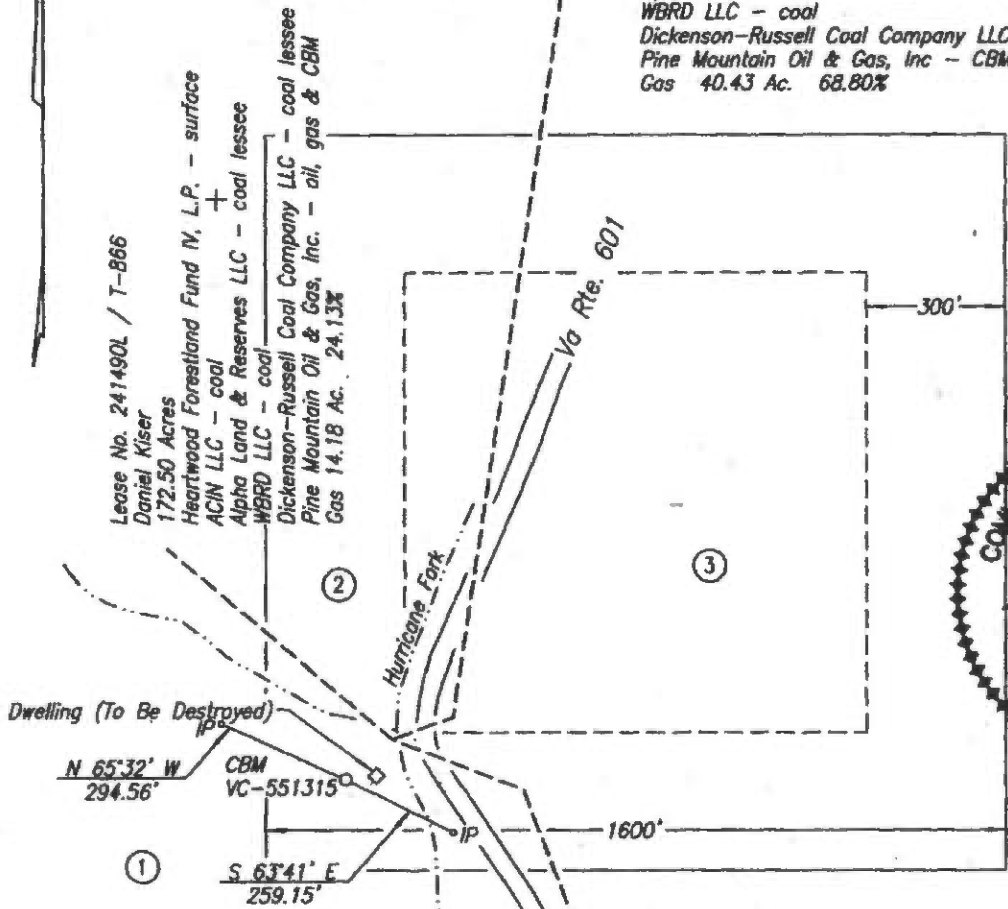 WBRD LLC - coal
Dickenson-Russell Coal Company LLC
Pine Mountain Oil & Gas, Inc - CBM
Gas 40.43 Ac. 68.80%
Lease No. 241490L / T-866
Daniel Kiser
172.50 Acres
Heartwood Forestland Fund IV, L.P. - surface
ACIN LLC - coal
Alpha Land & Reserves LLC - coal lessee
WBRD LLC - coal
Dickenson-Russell Coal Company LLC - coal lessee
Pine Mountain Oil & Gas, Inc. - oil, gas & CBM
Gas 14.18 Ac. 24.13%
Va Rte. 601
300'
2
3
Hurricane Fork
Dwelling (To Be Destroyed)
IP
N 65°32' W
294.56'
CBM
VC-551315
IP
1600'
1
S 63°41' E
259.15'